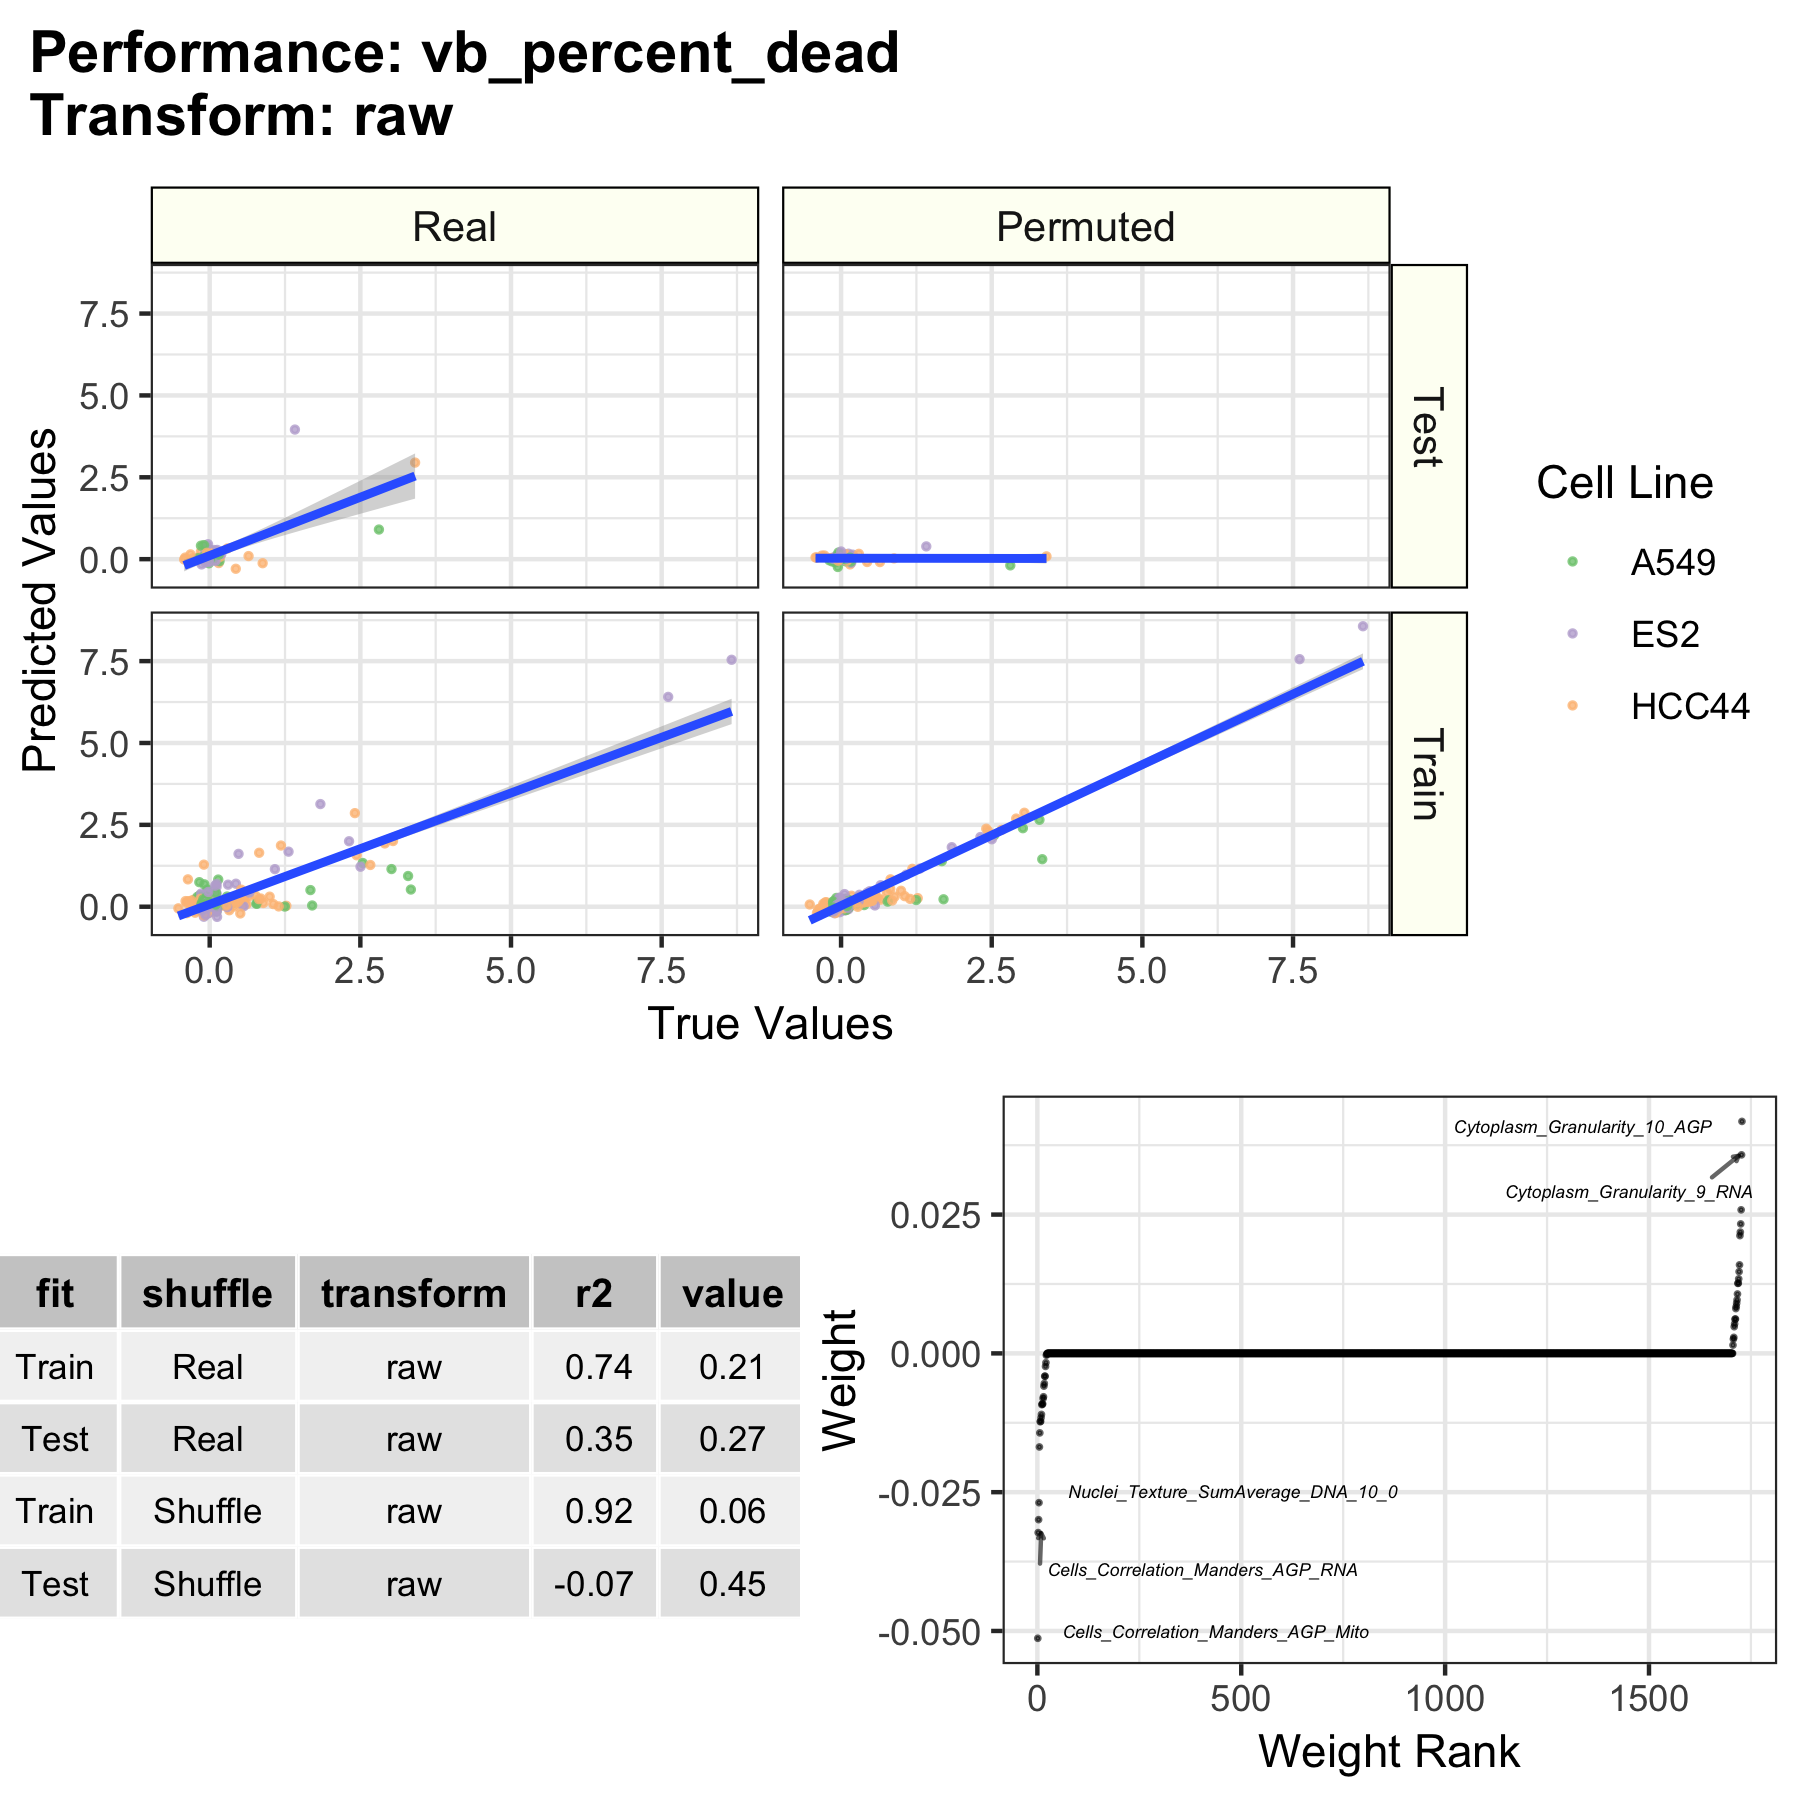 Performance: vb_percent_dead
Transform: raw
Real
Permuted
7.5
5.0
2.5
0.0
Test
7.5
5.0
2.5
0.0
Train
Predicted Values
0.0 2.5 5.0 7.5
0.0 2.5 5.0 7.5
True Values
Cell Line
A549
ES2
HCC44
fit shuffle transform r2 value
Train Real raw 0.74 0.21
Test Real raw 0.35 0.27
Train Shuffle raw 0.92 0.06
Test Shuffle raw -0.07 0.45
Weight
0.025
0.000
-0.025
-0.050
Cytoplasm_Granularity_10_AGP
Cytoplasm_Granularity_9_RNA
Nuclei_Texture_SumAverage_DNA_10_0
Cells_Correlation_Manders_AGP_RNA
Cells_Correlation_Manders_AGP_Mito
0 500 1000 1500
Weight Rank